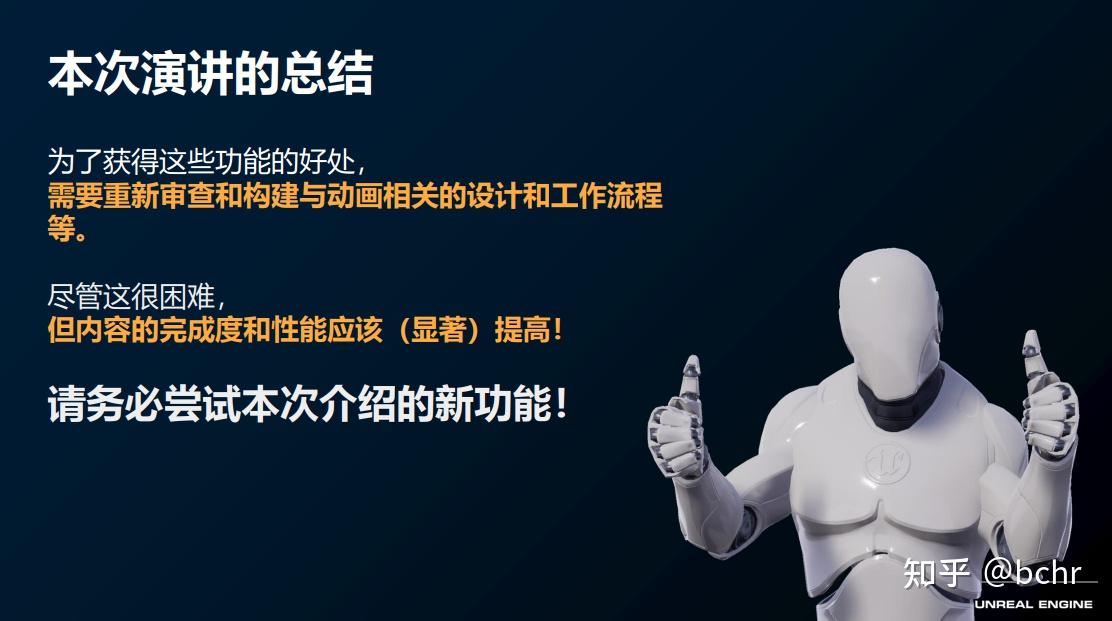 本次演讲的总结
为了获得这些功能的好处，
需要重新审查和构建与动画相关的设计和工作流程
等。
尽管这很困难，
但内容的完成度和性能应该（显著）提高！
请务必尝试本次介绍的新功能！
知乎 @bchr
UNREAL ENGINE